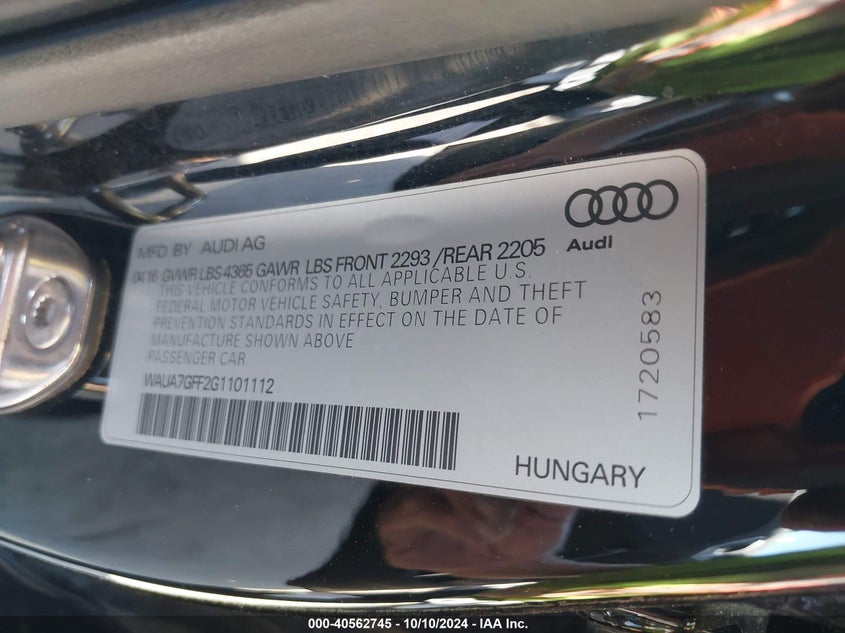 MFD BY AUDI AG
04 16 GVWR LBS 4365 GAWR LBS FRONT 2293 /REAR 2205
THIS VEHICLE CONFORMS TO ALL APPLICABLE U.S.
FEDERAL MOTOR VEHICLE SAFETY, BUMPER AND THEFT
PREVENTION STANDARDS IN EFFECT ON THE DATE OF
MANUFACTURE SHOWN ABOVE
PASSENGER CAR
WAUA7GFF2G1101112
Audi
1720583
HUNGARY
000-40562745 - 10/10/2024 - IAA Inc.